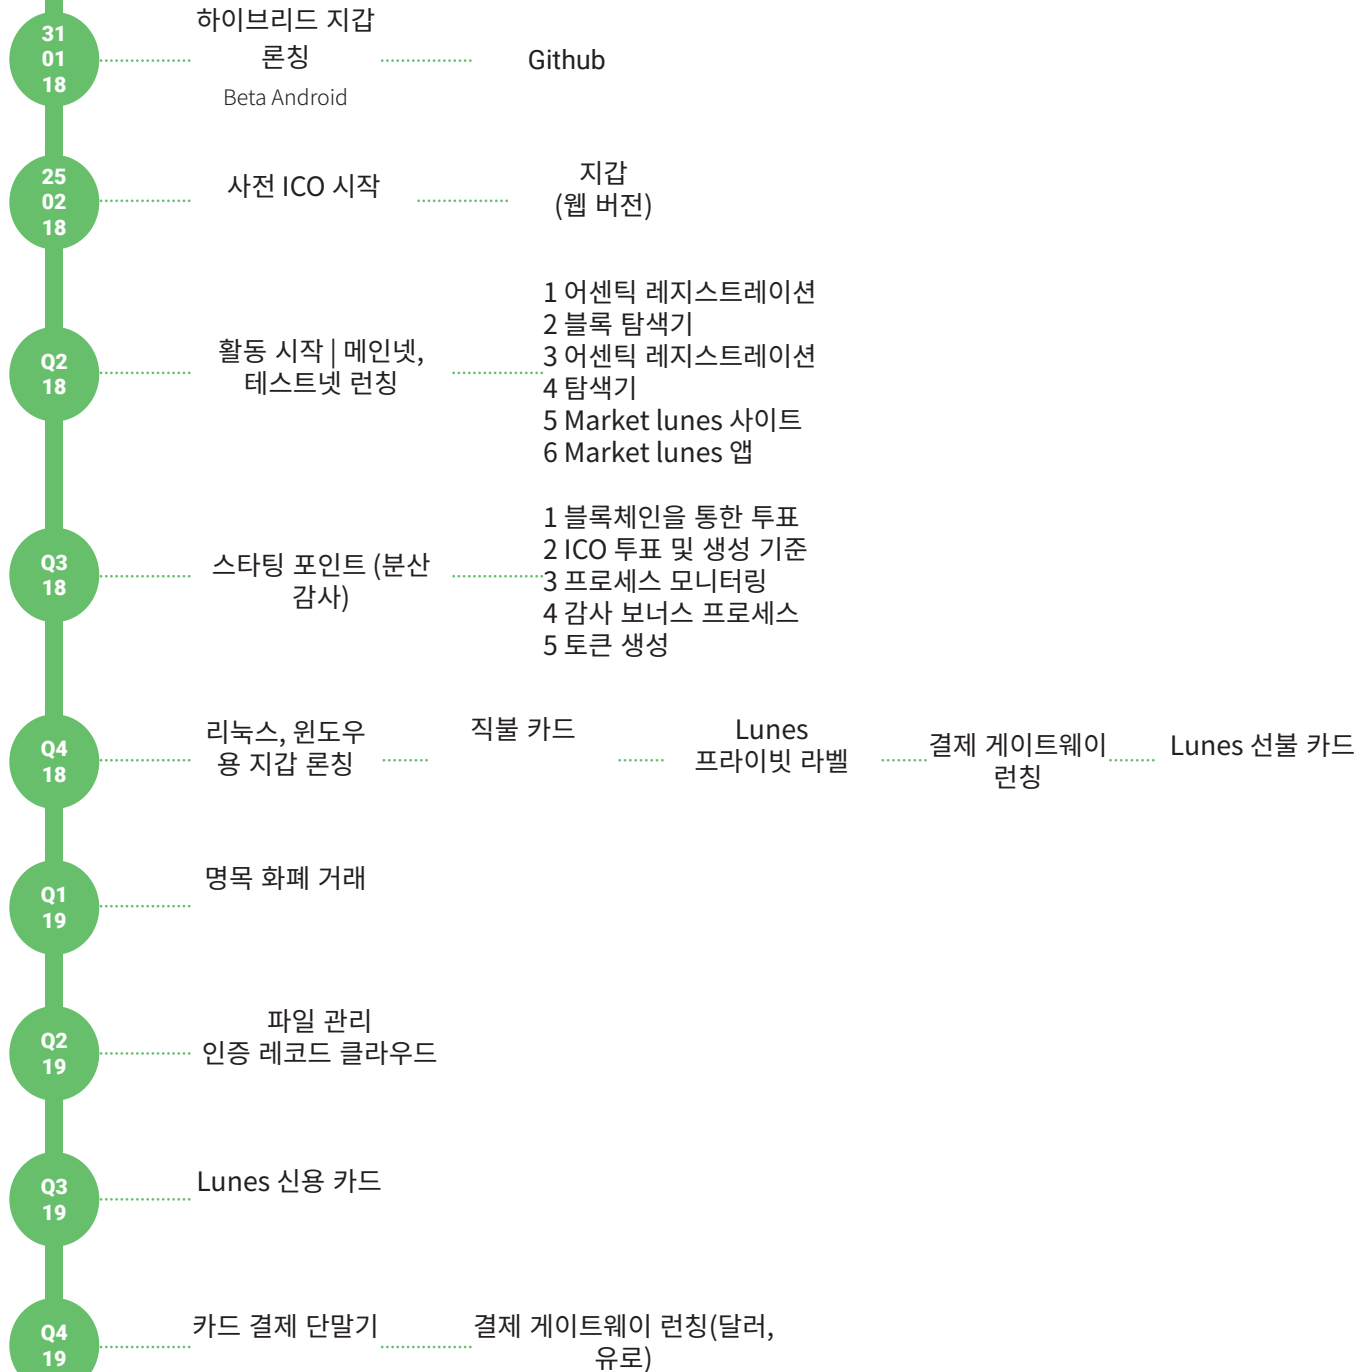 31
01
18
하이브리드 지갑
론칭
Beta Android
Github
25
02
18
사전 ICO 시작
지갑
(웹 버전)
Q2
18
활동 시작 | 메인넷,
테스트넷 런칭
1 어센틱 레지스트레이션
2 블록 탐색기
3 어센틱 레지스트레이션
4 탐색기
5 Market lunes 사이트
6 Market lunes 앱
Q3
18
스타팅 포인트 (분산
감사)
1 블록체인을 통한 투표
2 ICO 투표 및 생성 기준
3 프로세스 모니터링
4 감사 보너스 프로세스
5 토큰 생성
Q4
18
리눅스, 윈도우
용 지갑 론칭
직불 카드
Lunes
프라이빗 라벨
결제 게이트웨이
런칭
Lunes 선불 카드
Q1
19
명목 화폐 거래
Q2
19
파일 관리
인증 레코드 클라우드
Q3
19
Lunes 신용 카드
Q4
19
카드 결제 단말기
결제 게이트웨이 런칭(달러,
유로)